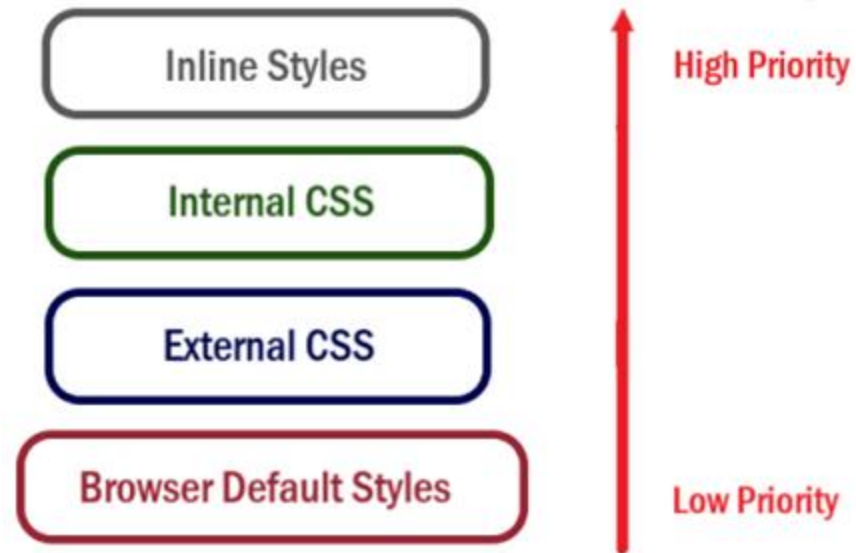 Inline Styles
High Priority
Internal CSS
External CSS
Browser Default Styles
Low Priority